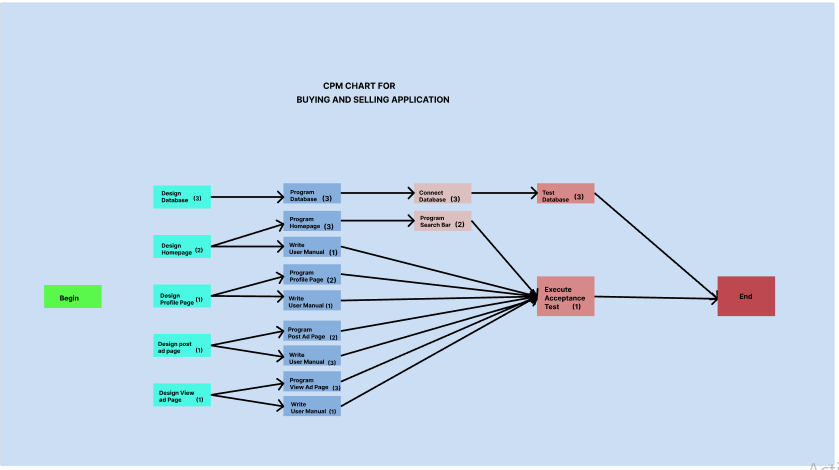 CPM CHART FOR
BUYING AND SELLING APPLICATION
Design
Database (3)
Program
Database (3)
Connect
Database (3)
Test
Database (3)
Program
Homepage (3)
Program
Search Bar (2)
Design
Homepage (2)
Write
User Manual (1)
Program
Profile Page (2)
Begin
Design
Profile Page (1)
Write
User Manual (1)
Execute
Acceptance
Test (1)
End
Program
Post Ad Page (2)
Design post
ad page (1)
Write
User Manual (3)
Program
View Ad Page (3)
Design View
ad Page (1)
Write
User Manual (1)